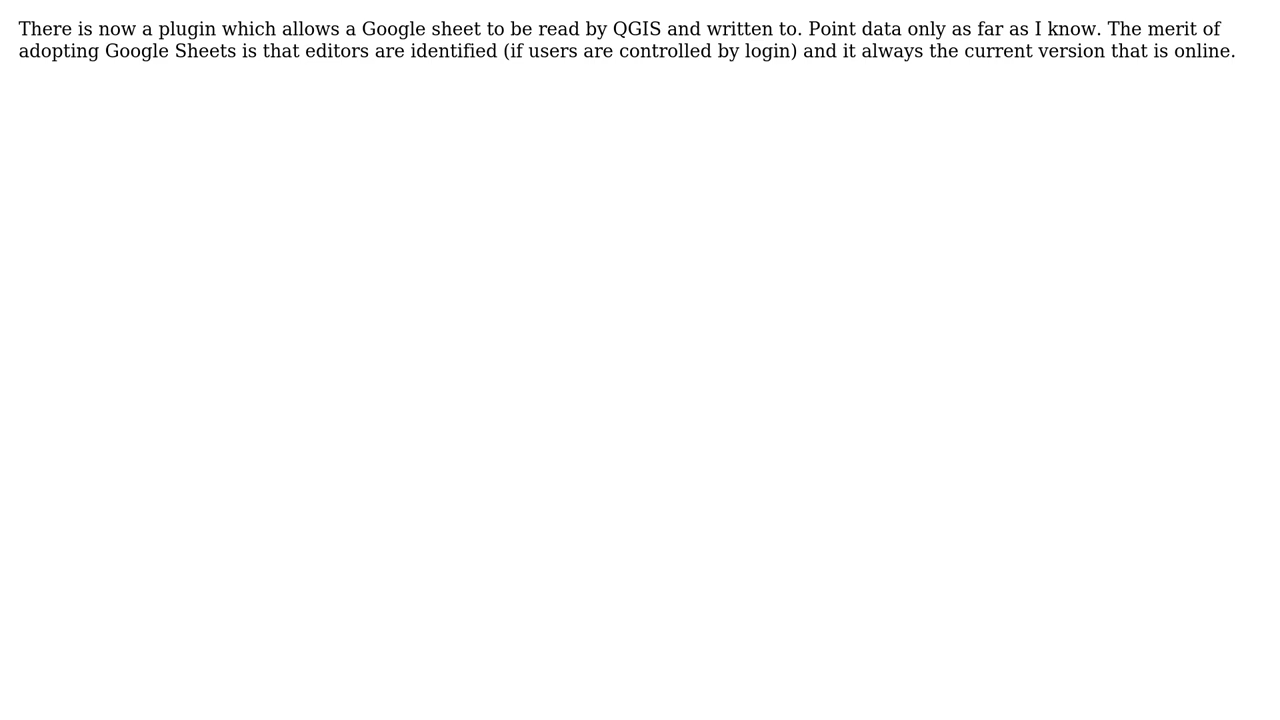 There is now a plugin which allows a Google sheet to be read by QGIS and written to. Point data only as far as I know. The merit of
adopting Google Sheets is that editors are identified (if users are controlled by login) and it always the current version that is online.